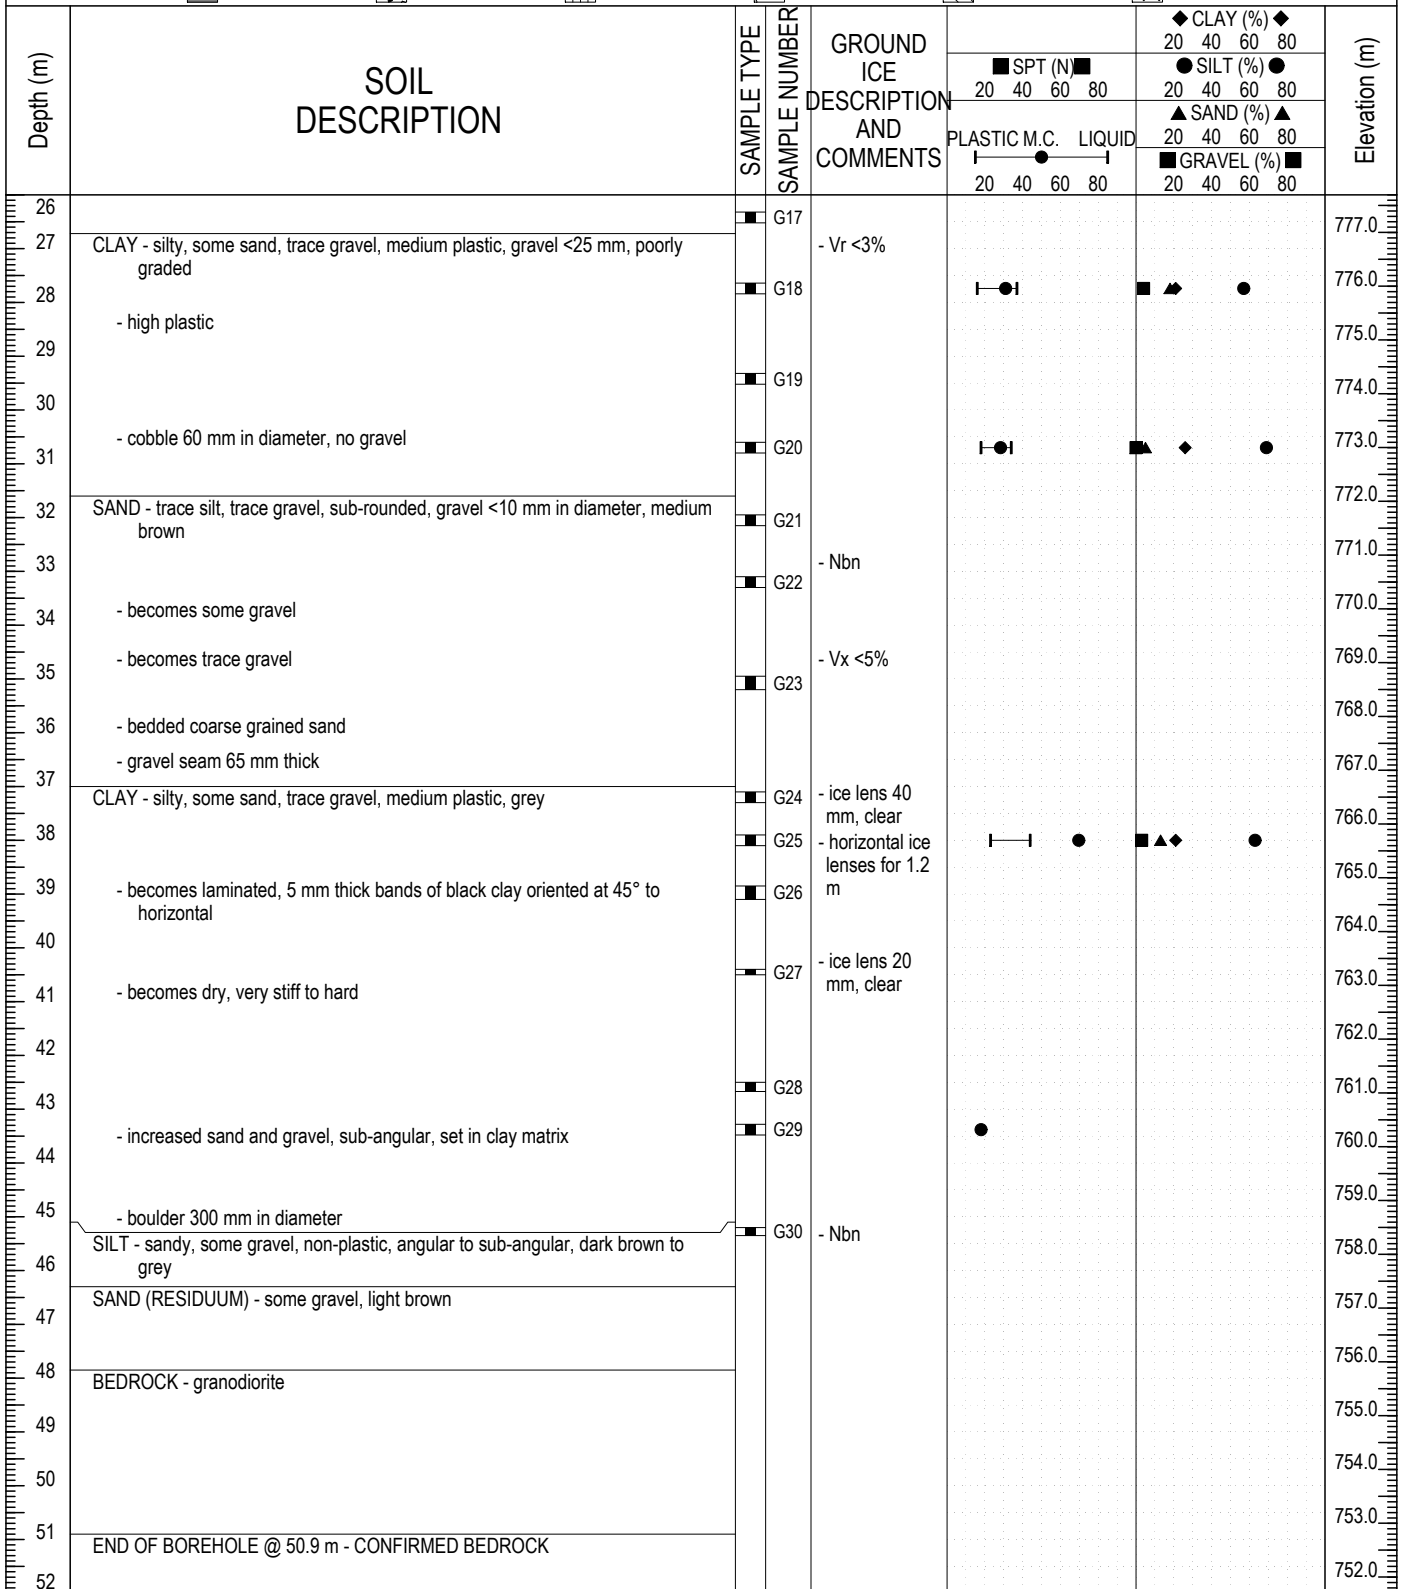 Depth (m)
SOIL
DESCRIPTION
SAMPLE TYPE
SAMPLE NUMBER
GROUND
ICE
DESCRIPTION
AND
COMMENTS
■ SPT (N) ■
20 40 60 80
PLASTIC M.C. LIQUID
20 40 60 80
◆ CLAY (%) ◆
20 40 60 80
● SILT (%) ●
20 40 60 80
▲ SAND (%) ▲
20 40 60 80
■ GRAVEL (%) ■
20 40 60 80
Elevation (m)
26
G17
777.0
27
CLAY - silty, some sand, trace gravel, medium plastic, gravel <25 mm, poorly
graded
- Vr <3%
28
G18
776.0
- high plastic
775.0
29
G19
774.0
30
- cobble 60 mm in diameter, no gravel
G20
773.0
31
772.0
32
SAND - trace silt, trace gravel, sub-rounded, gravel <10 mm in diameter, medium
brown
G21
771.0
33
- Nbn
G22
770.0
34
- becomes some gravel
- becomes trace gravel
- Vx <5%
769.0
35
G23
768.0
36
- bedded coarse grained sand
- gravel seam 65 mm thick
767.0
37
CLAY - silty, some sand, trace gravel, medium plastic, grey
G24
- ice lens 40
mm, clear
766.0
38
G25
- horizontal ice
lenses for 1.2
m
765.0
39
- becomes laminated, 5 mm thick bands of black clay oriented at 45° to
horizontal
G26
764.0
40
G27
- ice lens 20
mm, clear
763.0
41
- becomes dry, very stiff to hard
762.0
42
G28
761.0
43
- increased sand and gravel, sub-angular, set in clay matrix
G29
760.0
44
759.0
45
- boulder 300 mm in diameter
G30
- Nbn
SILT - sandy, some gravel, non-plastic, angular to sub-angular, dark brown to
grey
758.0
46
SAND (RESIDUUM) - some gravel, light brown
757.0
47
756.0
48
BEDROCK - granodiorite
755.0
49
754.0
50
753.0
51
END OF BOREHOLE @ 50.9 m - CONFIRMED BEDROCK
752.0
52